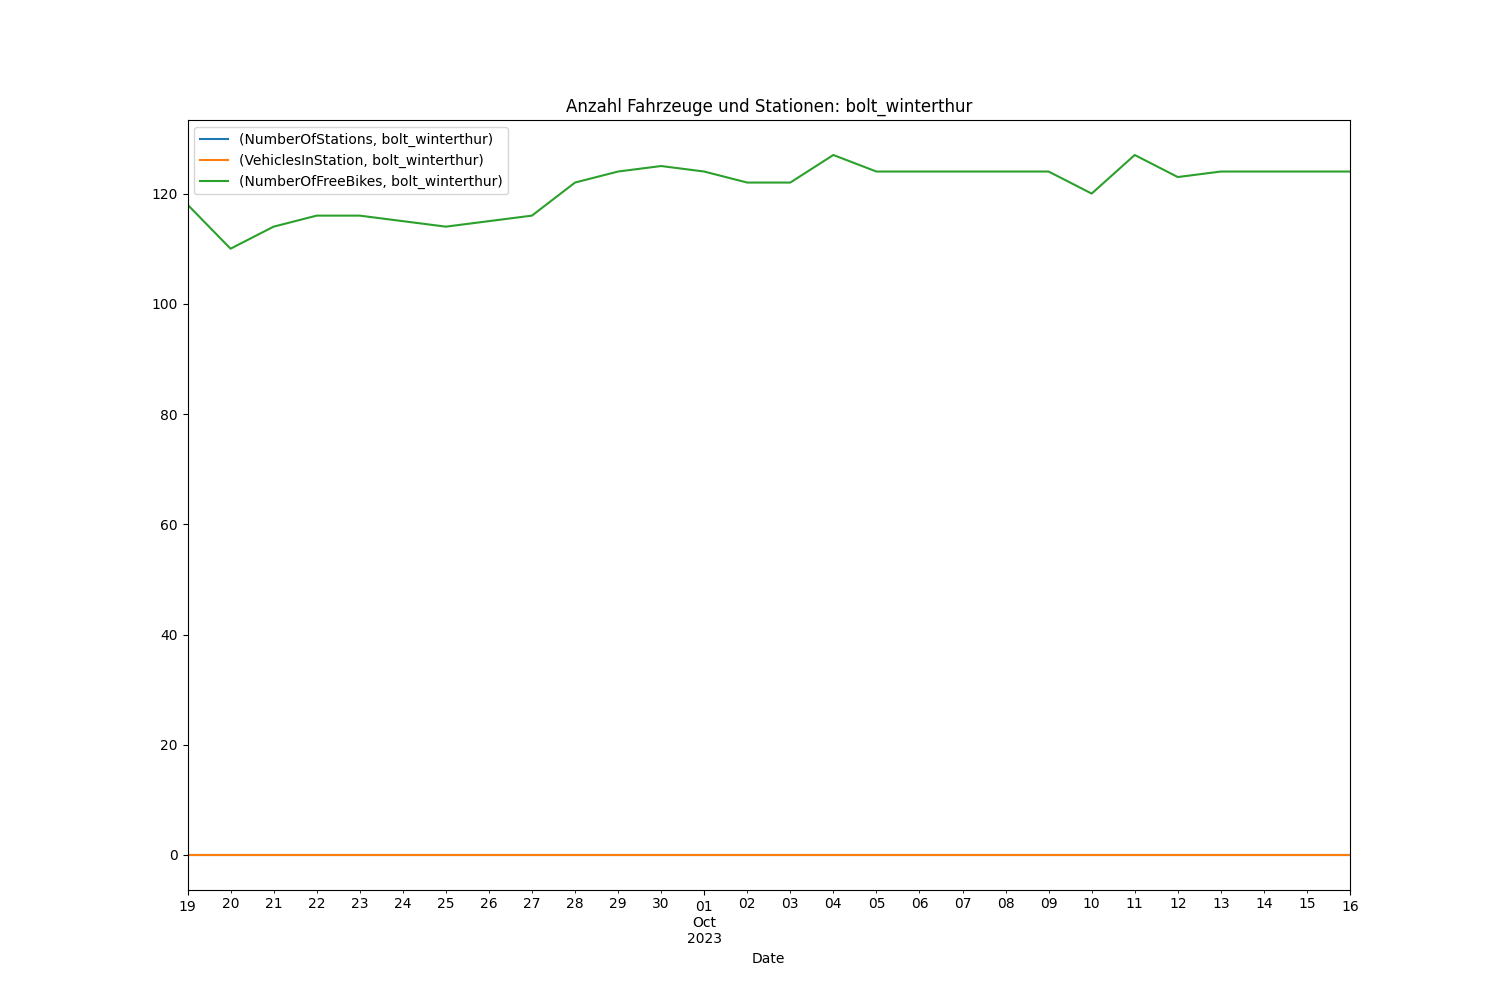 Anzahl Fahrzeuge und Stationen: bolt_winterthur
(NumberOfStations, bolt_winterthur)
(VehiclesInStation, bolt_winterthur)
(NumberOfFreeBikes, bolt_winterthur)
120
100
80
60
40
20
0
19 20 21 22 23 24 25 26 27 28 29 30 01 02 03 04 05 06 07 08 09 10 11 12 13 14 15 16
Oct
2023
Date